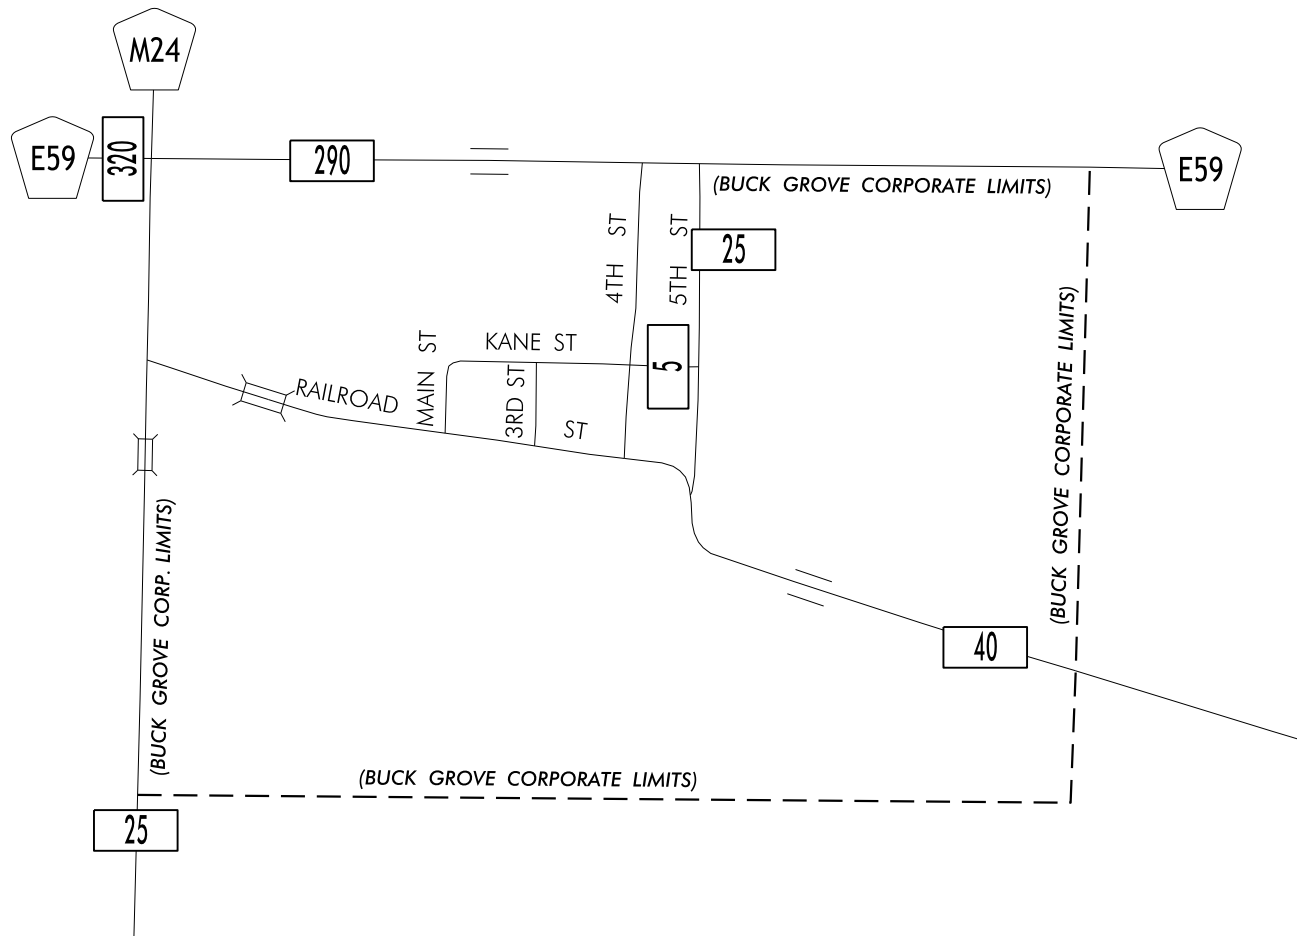 M24
E59
320
290
E59
(BUCK GROVE CORPORATE LIMITS)
4TH ST
5TH ST
25
KANE ST
5
MAIN ST
3RD ST
RAILROAD
ST
(BUCK GROVE CORPORATE LIMITS)
(BUCK GROVE CORP. LIMITS)
40
(BUCK GROVE CORPORATE LIMITS)
25